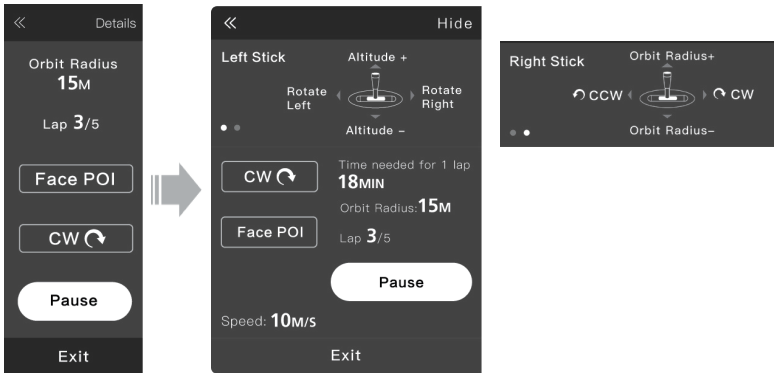 Details
Orbit Radius
15M
Lap 3/5
Face POI
CW
Pause
Exit
Hide
Left Stick
Altitude +
Rotate
Left
Rotate
Right
Altitude –
CW
Time needed for 1 lap
18MIN
Orbit Radius:15M
Face POI
Lap 3/5
Pause
Speed: 10M/S
Exit
Right Stick
Orbit Radius+
CCW
CW
Orbit Radius–